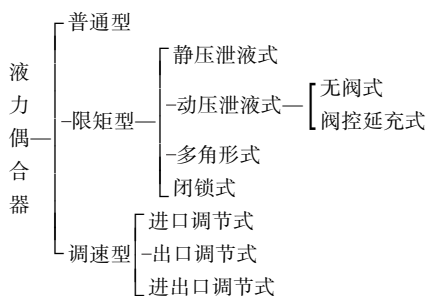 液力偶合器
普通型
限矩型
静压泄液式
动压泄液式
无阀式
阀控延充式
多角形式
闭锁式
调速型
进口调节式
出口调节式
进出口调节式